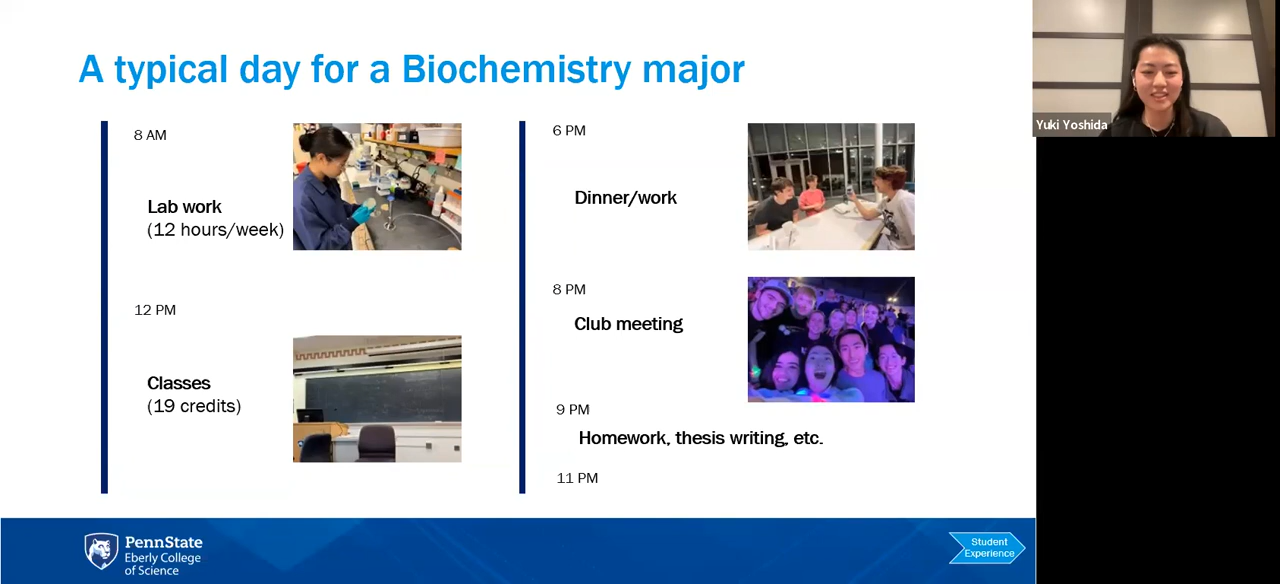 A typical day for a Biochemistry major
8 AM
Lab work
(12 hours/week)
12 PM
Classes
(19 credits)
6 PM
Dinner/work
8 PM
Club meeting
9 PM
Homework, thesis writing, etc.
11 PM
PennState
Eberly College
of Science
Student
Experience
Yuki Yoshida